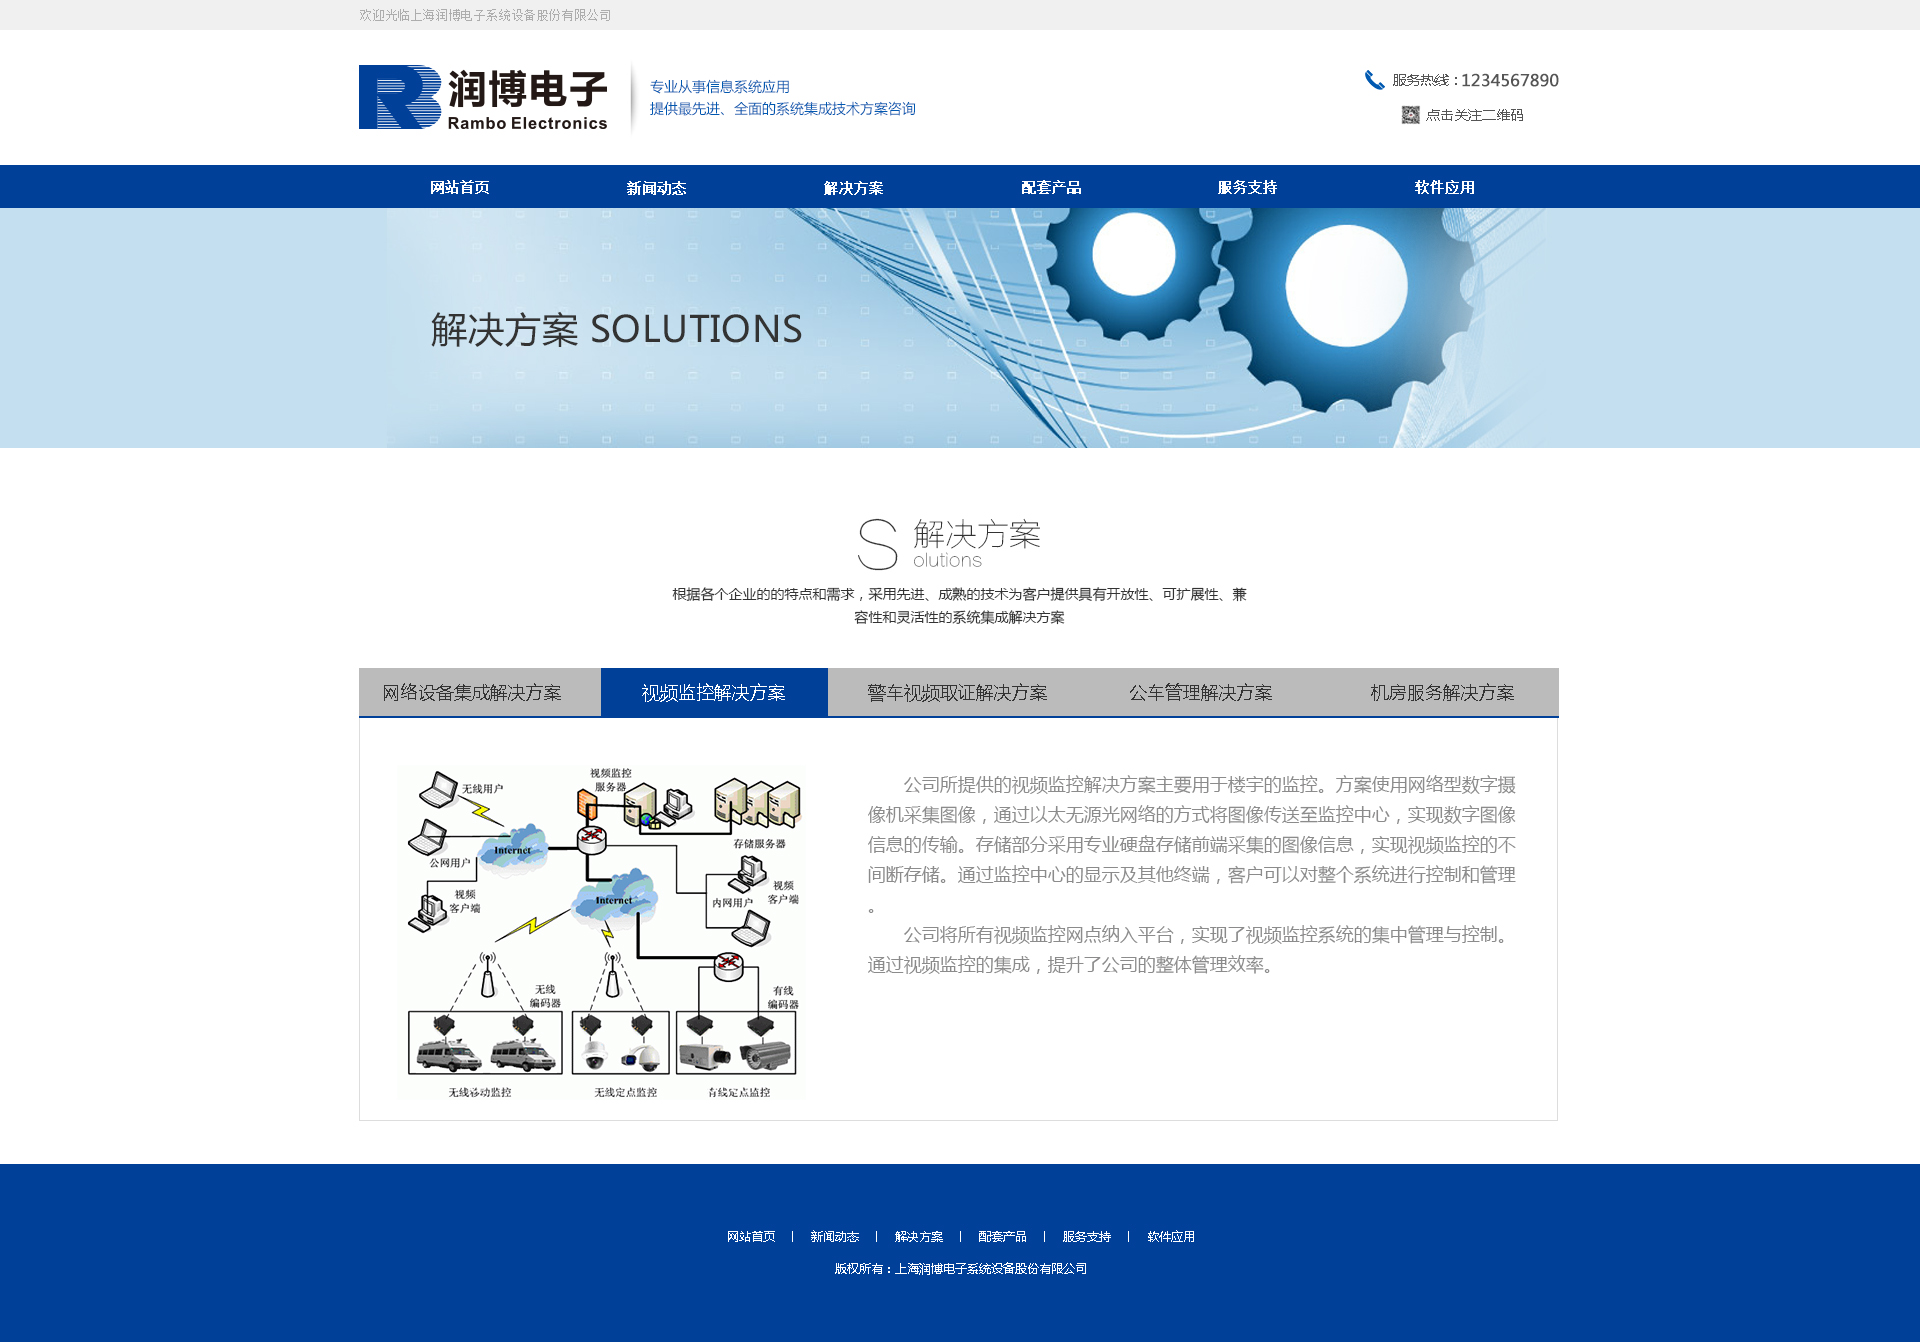 欢迎光临上海润博电子系统设备股份有限公司
润博电子
Rambo Electronics
专业从事信息系统应用
提供最先进、全面的系统集成技术方案咨询
服务热线：1234567890
点击关注二维码
网站首页 新闻动态 解决方案 配套产品 服务支持 软件应用
解决方案 SOLUTIONS
S 解决方案
olutions
根据各个企业的的特点和需求，采用先进、成熟的技术为客户提供具有开放性、可扩展性、兼
容性和灵活性的系统集成解决方案
网络设备集成解决方案 视频监控解决方案 警车视频取证解决方案 公车管理解决方案 机房服务解决方案
无线用户
视频监控
服务器
公网用户
Internet
存储服务器
视频
客户端
Internet
内网用户
视频
客户端
无线
编码器
有线
编码器
无线移动监控
无线定点监控
有线定点监控
公司所提供的视频监控解决方案主要用于楼宇的监控。方案使用网络型数字摄
像机采集图像，通过以太无源光网络的方式将图像传送至监控中心，实现数字图像
信息的传输。存储部分采用专业硬盘存储前端采集的图像信息，实现视频监控的不
间断存储。通过监控中心的显示及其他终端，客户可以对整个系统进行控制和管理
。
公司将所有视频监控网点纳入平台，实现了视频监控系统的集中管理与控制。
通过视频监控的集成，提升了公司的整体管理效率。
网站首页 | 新闻动态 | 解决方案 | 配套产品 | 服务支持 | 软件应用
版权所有：上海润博电子系统设备股份有限公司